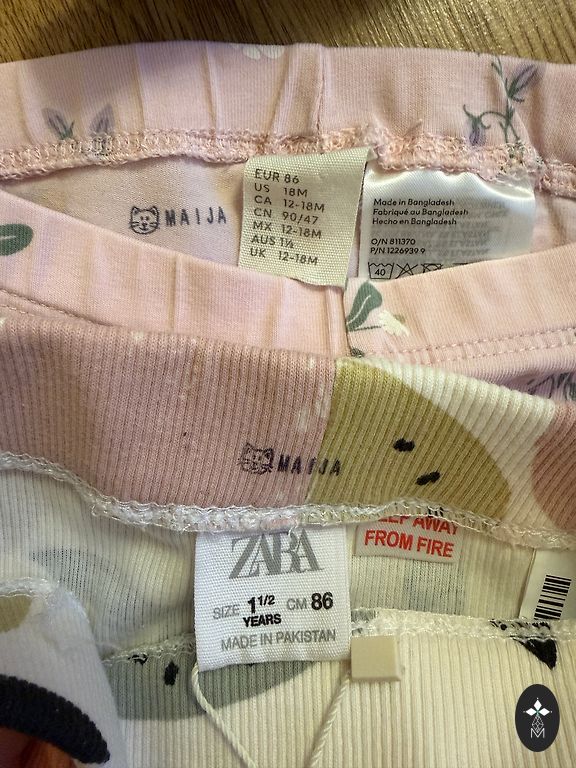 MAIJA
EUR 86
US 18M
CA 12-18M
CN 90/47
MX 12-18M
AUS 1½
UK 12-18M
Made in Bangladesh
Fabriqué au Bangladesh
Hecho en Bangladesh
O/N 811370
P/N 1226939 9
40
MAIJA
FROM FIRE
ZARA
SIZE 1 1/2 YEARS CM 86
MADE IN PAKISTAN
M